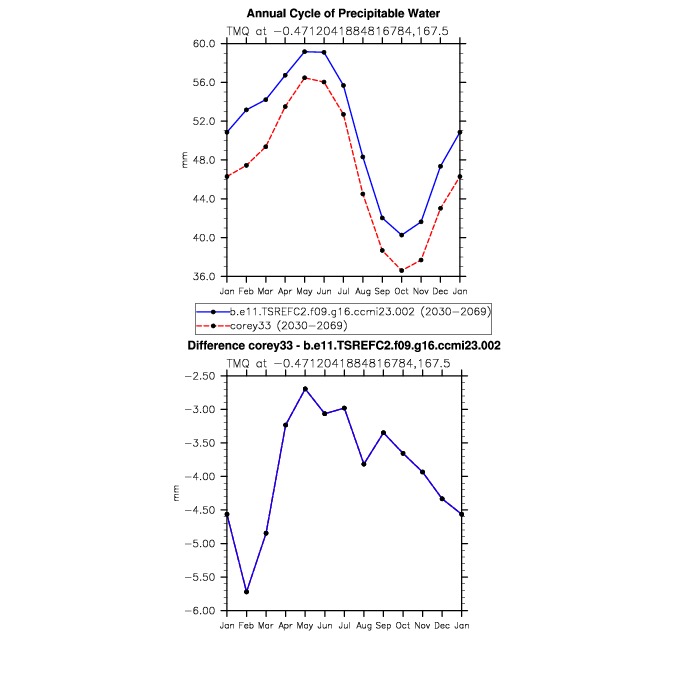 Annual Cycle of Precipitable Water
TMQ at −0.4712041884816784,167.5
60.0
56.0
52.0
48.0
44.0
40.0
36.0
mm
Jan Feb Mar Apr May Jun Jul Aug Sep Oct Nov Dec Jan
b.e11.TSREFC2.f09.g16.ccmi23.002 (2030−2069)
corey33 (2030−2069)
Difference corey33 - b.e11.TSREFC2.f09.g16.ccmi23.002
TMQ at −0.4712041884816784,167.5
−2.50
−3.00
−3.50
−4.00
−4.50
−5.00
−5.50
−6.00
mm
Jan Feb Mar Apr May Jun Jul Aug Sep Oct Nov Dec Jan